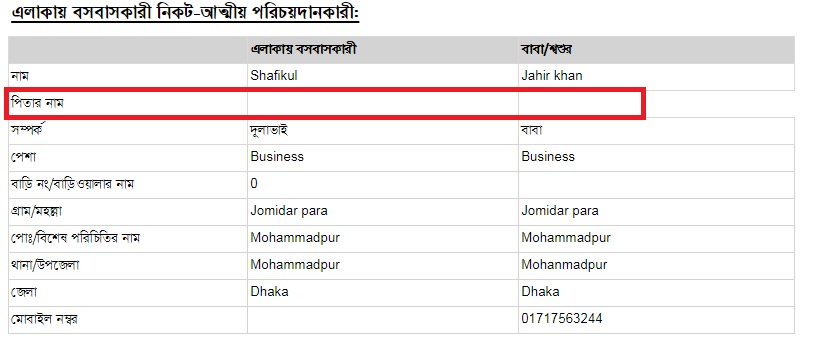 এলাকায় বসবাসকারী নিকট-আত্মীয় পরিচয়দানকারী:
এলাকায় বসবাসকারী বাবা/শ্বশুর
নাম Shafikul Jahir khan
পিতার নাম
সম্পর্ক দুলাভাই বাবা
পেশা Business Business
বাড়ি নং/বাড়িওয়ালার নাম 0
গ্রাম/মহল্লা Jomidar para Jomidar para
পোঃ/বিশেষ পরিচিতির নাম Mohammadpur Mohammadpur
থানা/উপজেলা Mohammadpur Mohanmadpur
জেলা Dhaka Dhaka
মোবাইল নম্বর 01717563244